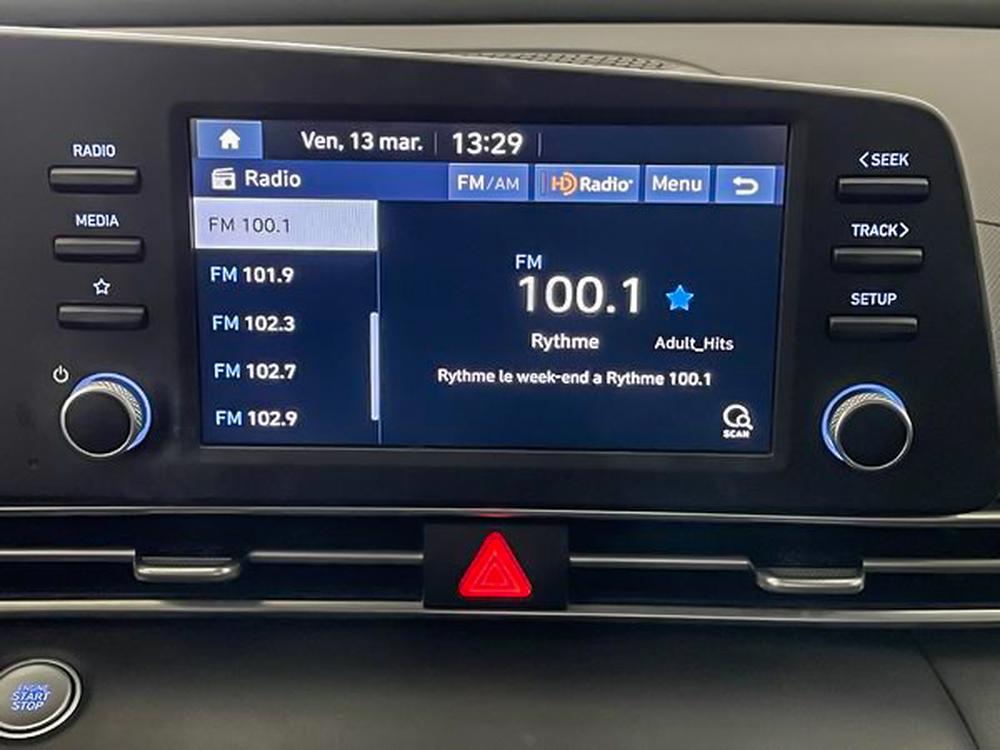 RADIO
MEDIA
<SEEK
TRACK>
SETUP
Ven, 13 mar. 13:29
Radio FM/AM HD Radio Menu
FM 100.1
FM 101.9
FM 102.3
FM 102.7
FM 102.9
FM
100.1
Rythme Adult_Hits
Rythme le week-end a Rythme 100.1
SCAN
ENGINE
START
STOP